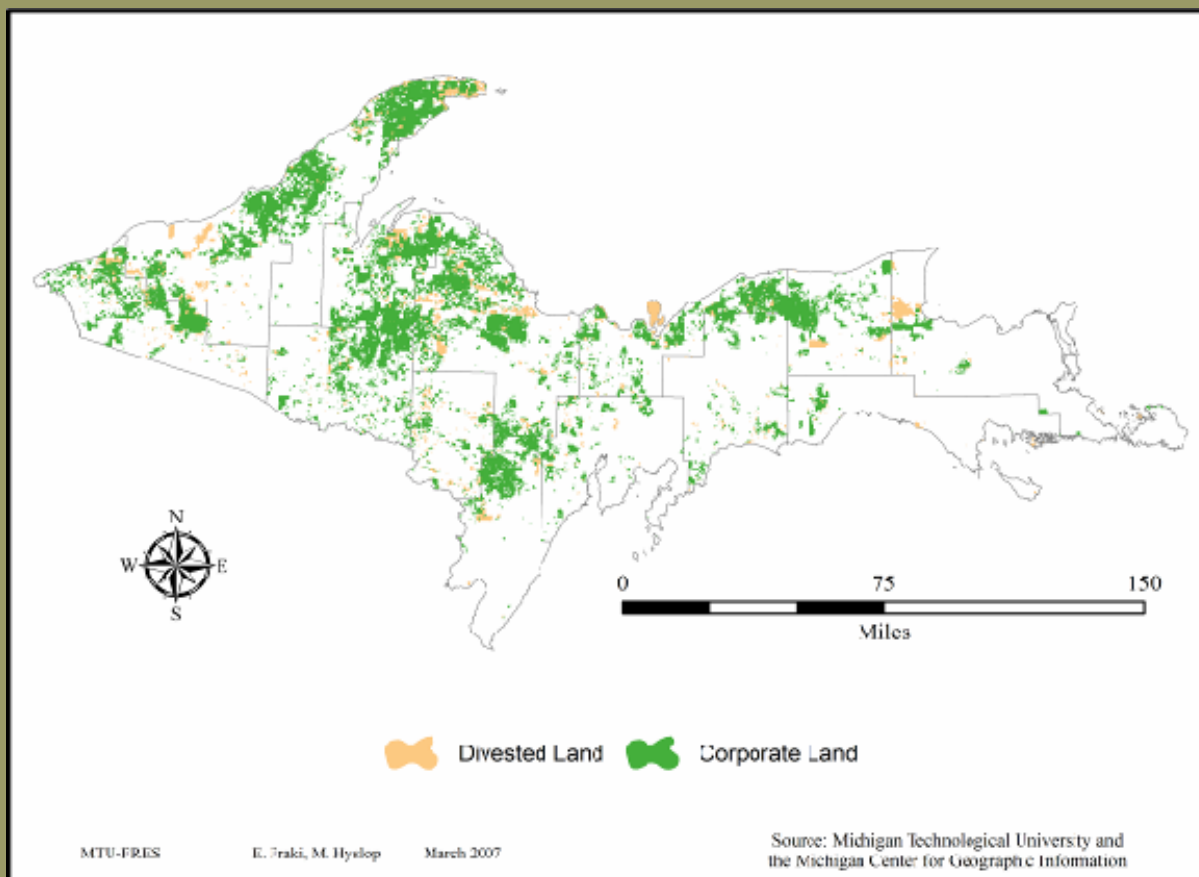 N
W E
S
0 75 150
Miles
Divested Land Corporate Land
MTU-FRES E. Fraki, M. Hyslop March 2007
Source: Michigan Technological University and
the Michigan Center for Geographic Information